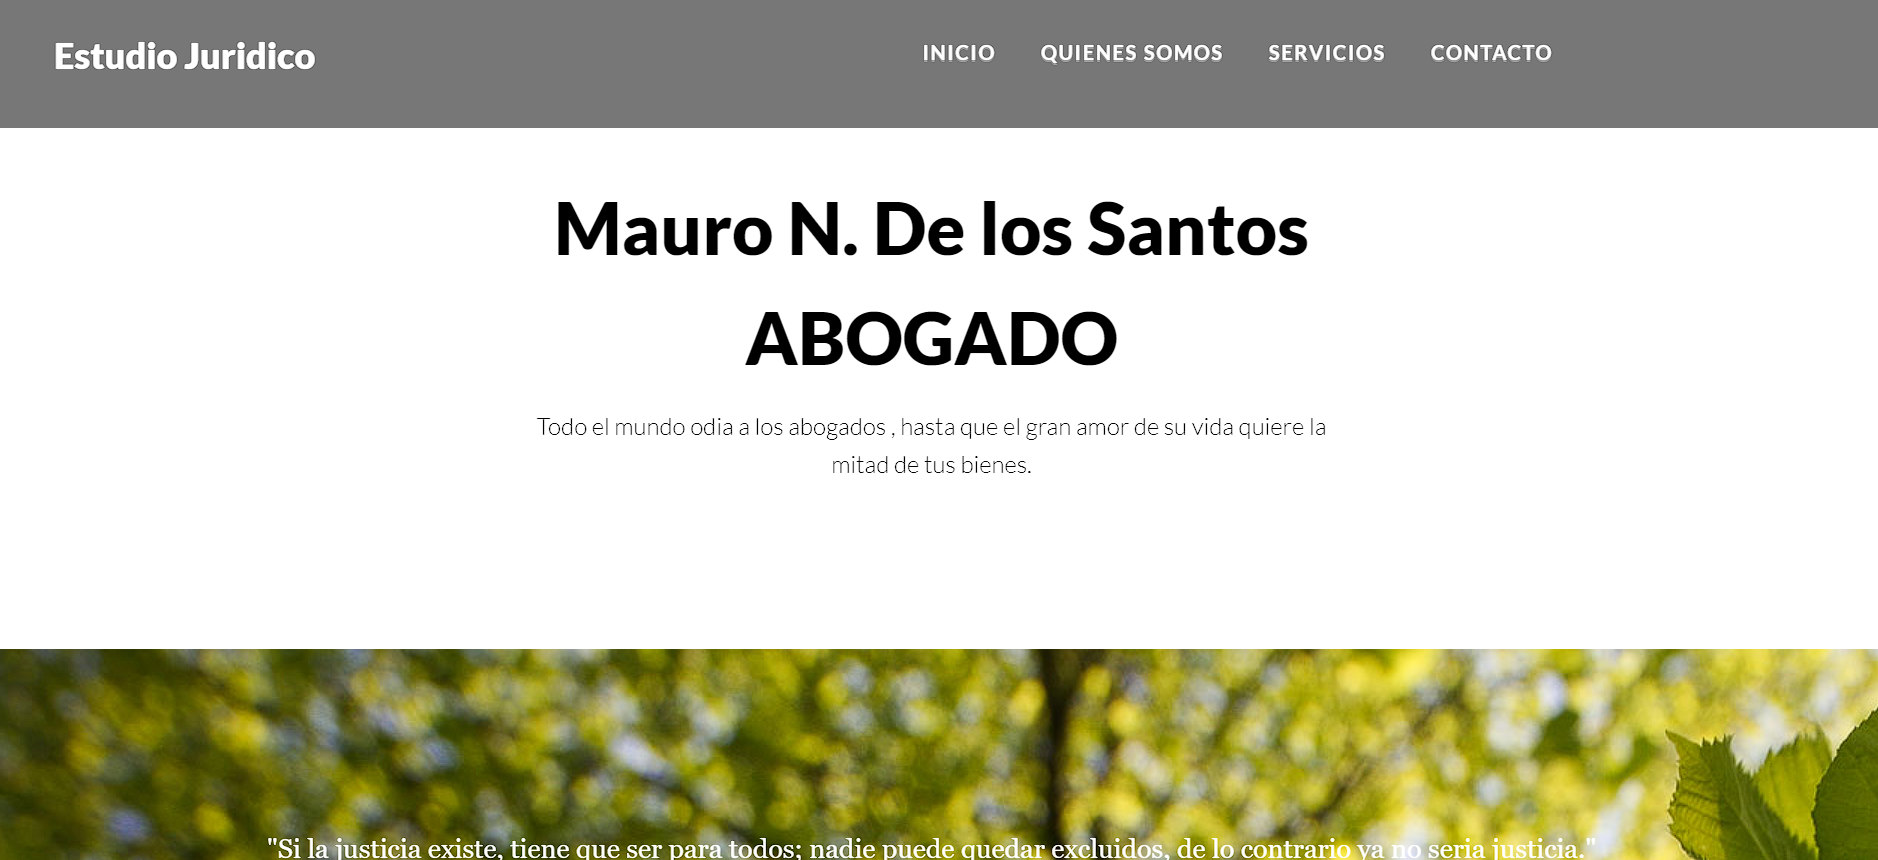 Estudio Juridico
INICIO QUIENES SOMOS SERVICIOS CONTACTO
Mauro N. De los Santos
ABOGADO
Todo el mundo odia a los abogados , hasta que el gran amor de su vida quiere la
mitad de tus bienes.
"Si la justicia existe, tiene que ser para todos; nadie puede quedar excluidos, de lo contrario ya no seria justicia."